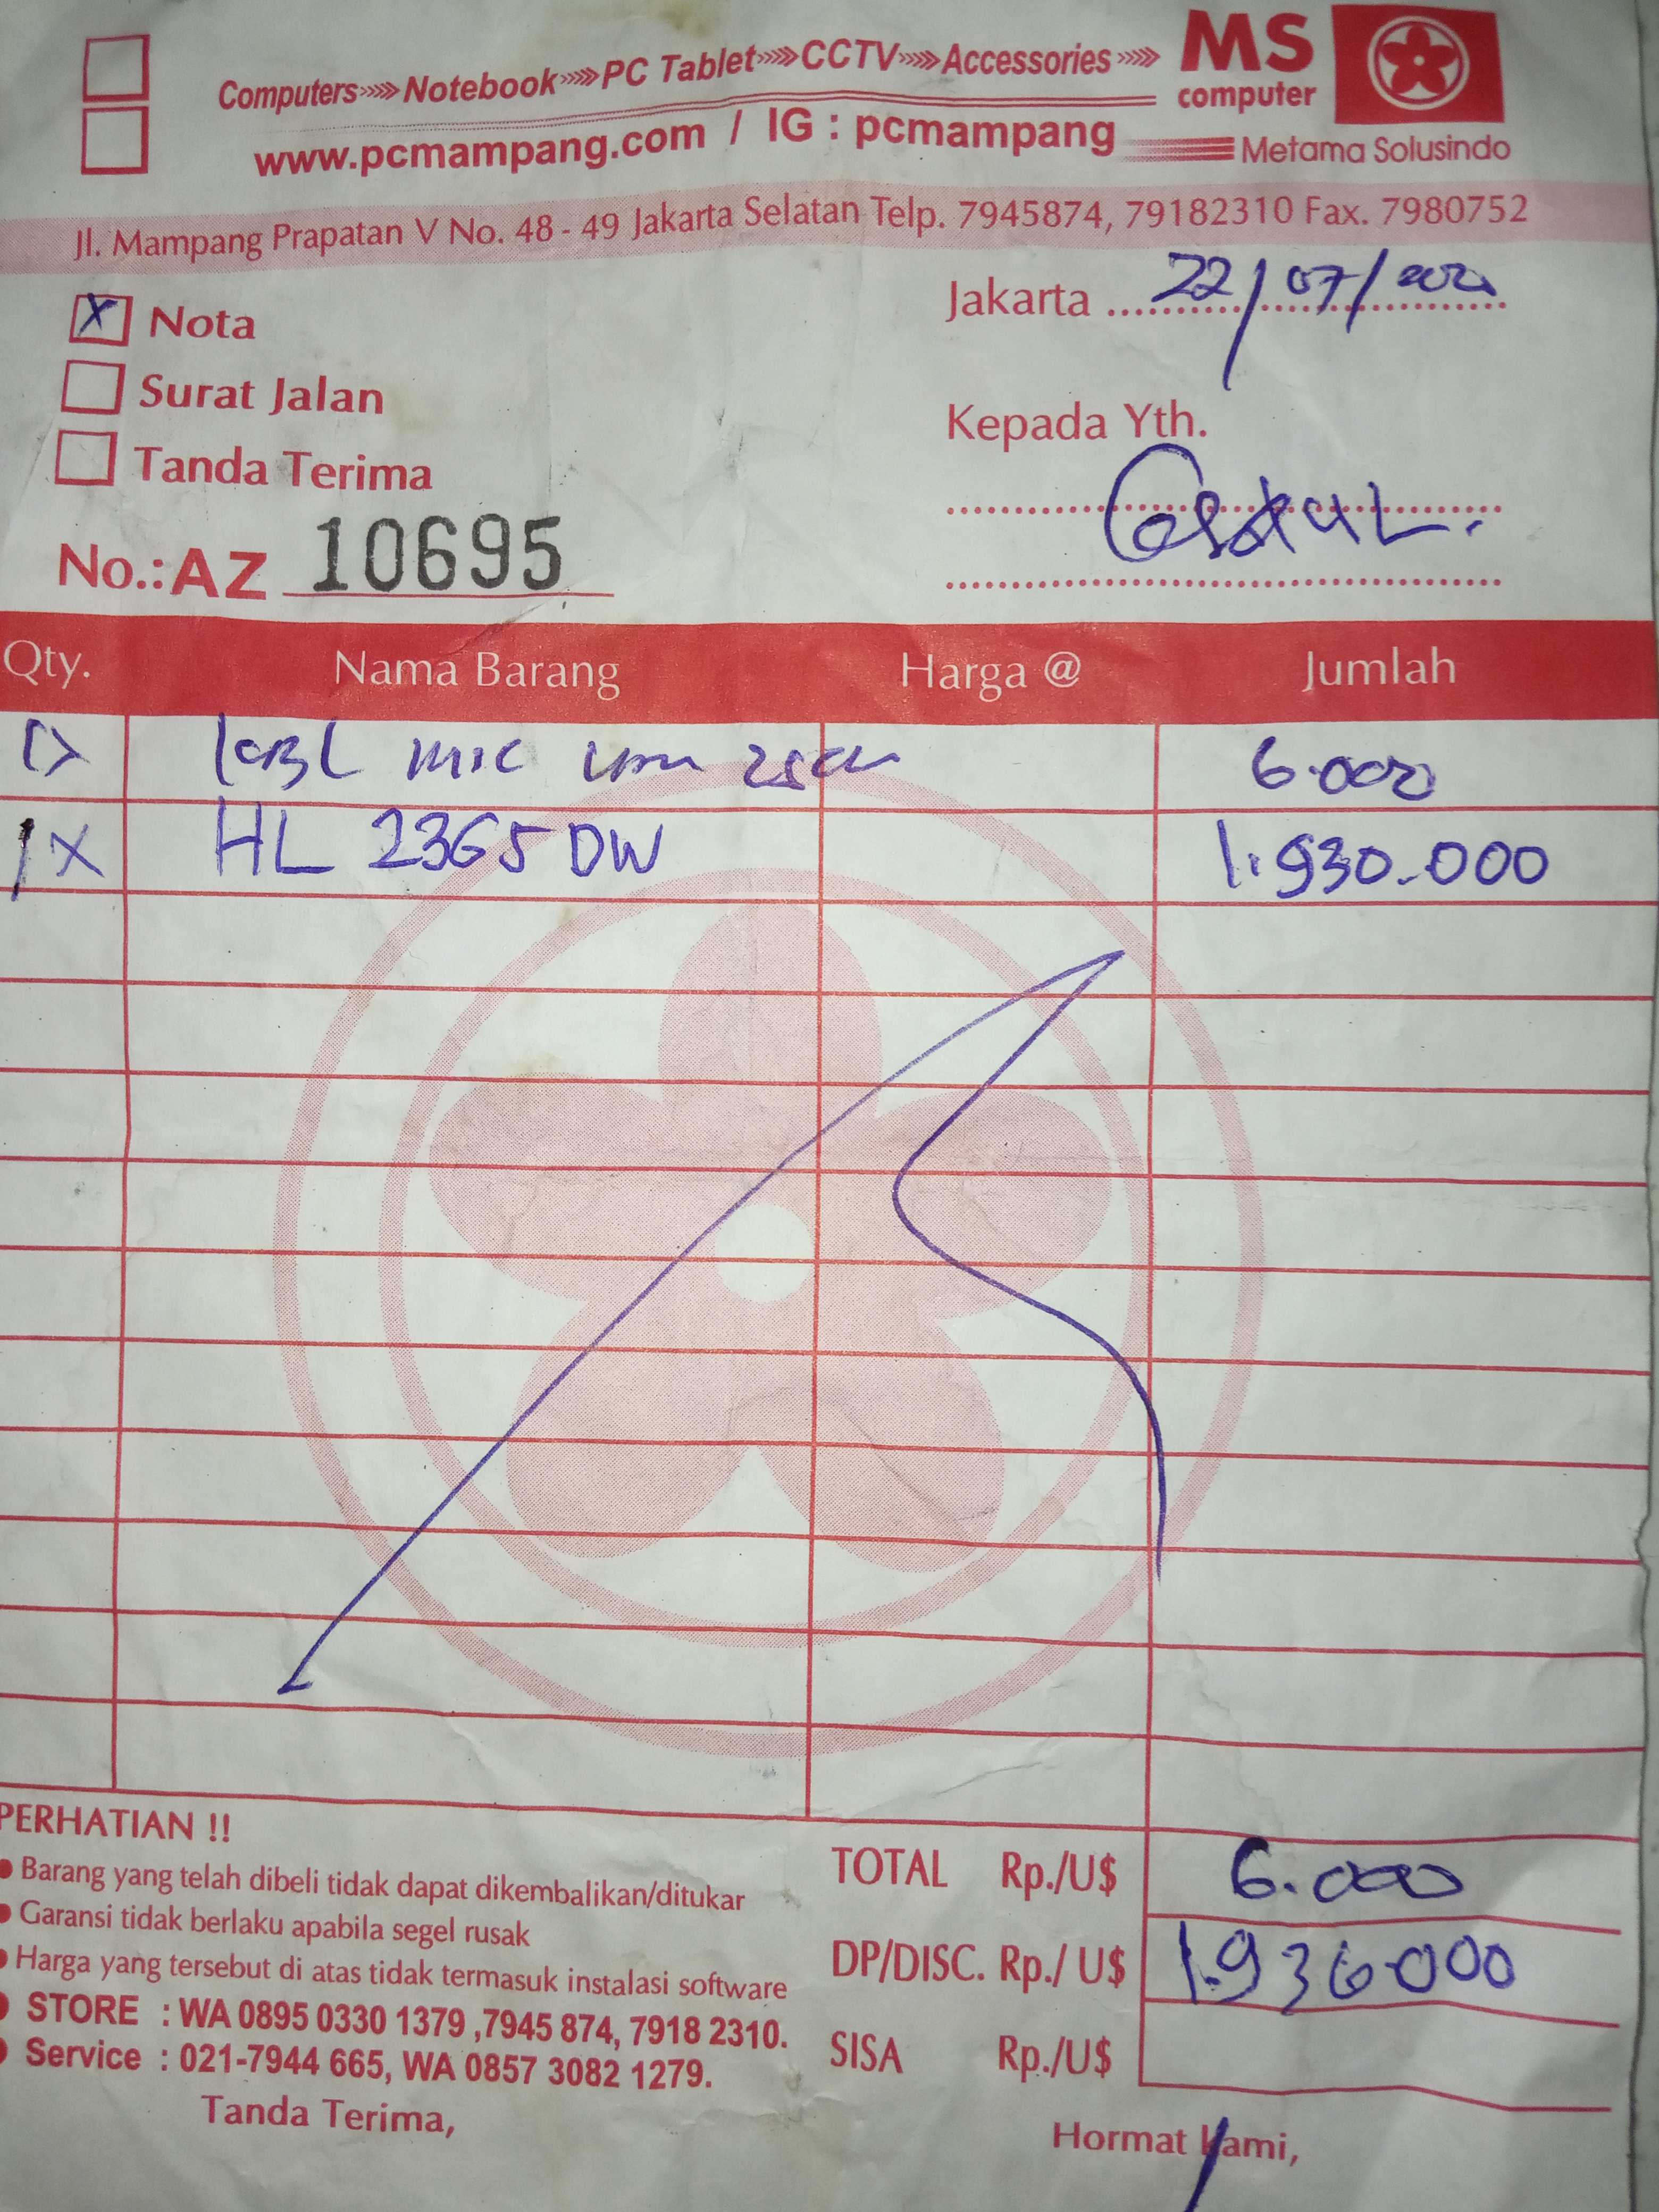 Computers»»»Notebook»»»PC Tablet»»»CCTV»»»Accessories»»»
MS
computer
www.pcmampang.com / IG : pcmampang
Metama Solusindo
Jl. Mampang Prapatan V No. 48 - 49 Jakarta Selatan Telp. 7945874, 79182310 Fax. 7980752
X Nota
Surat Jalan
Tanda Terima
No.: AZ 10695
Jakarta 22/07/
Kepada Yth.
Qty. Nama Barang Harga @ Jumlah
mic 6.000
1X HL 2365 DW 1.930.000
PERHATIAN !!
Barang yang telah dibeli tidak dapat dikembalikan/ditukar
Garansi tidak berlaku apabila segel rusak
Harga yang tersebut di atas tidak termasuk instalasi software
STORE : WA 0895 0330 1379 ,7945 874, 7918 2310.
Service : 021-7944 665, WA 0857 3082 1279.
TOTAL Rp./U$ 6.000
DP/DISC. Rp./ U$ 1.936.000
SISA Rp./U$
Tanda Terima,
Hormat kami,